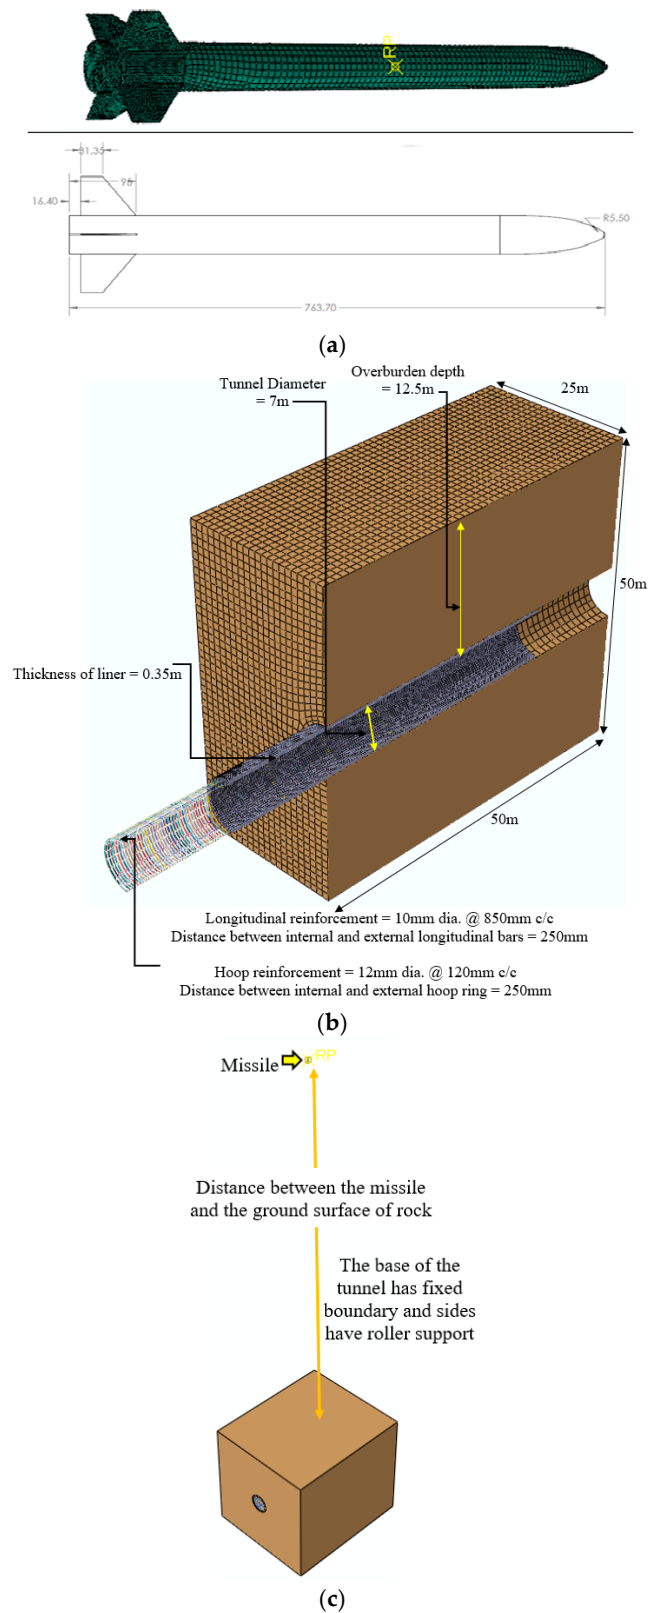 RP
31.35
95
16.40
R5.50
763.70
(a)
Tunnel Diameter
= 7m
Overburden depth
= 12.5m
25m
50m
Thickness of liner = 0.35m
50m
Longitudinal reinforcement = 10mm dia. @ 850mm c/c
Distance between internal and external longitudinal bars = 250mm
Hoop reinforcement = 12mm dia. @ 120mm c/c
Distance between internal and external hoop ring = 250mm
(b)
Missile
RP
Distance between the missile
and the ground surface of rock
The base of the
tunnel has fixed
boundary and sides
have roller support
(c)